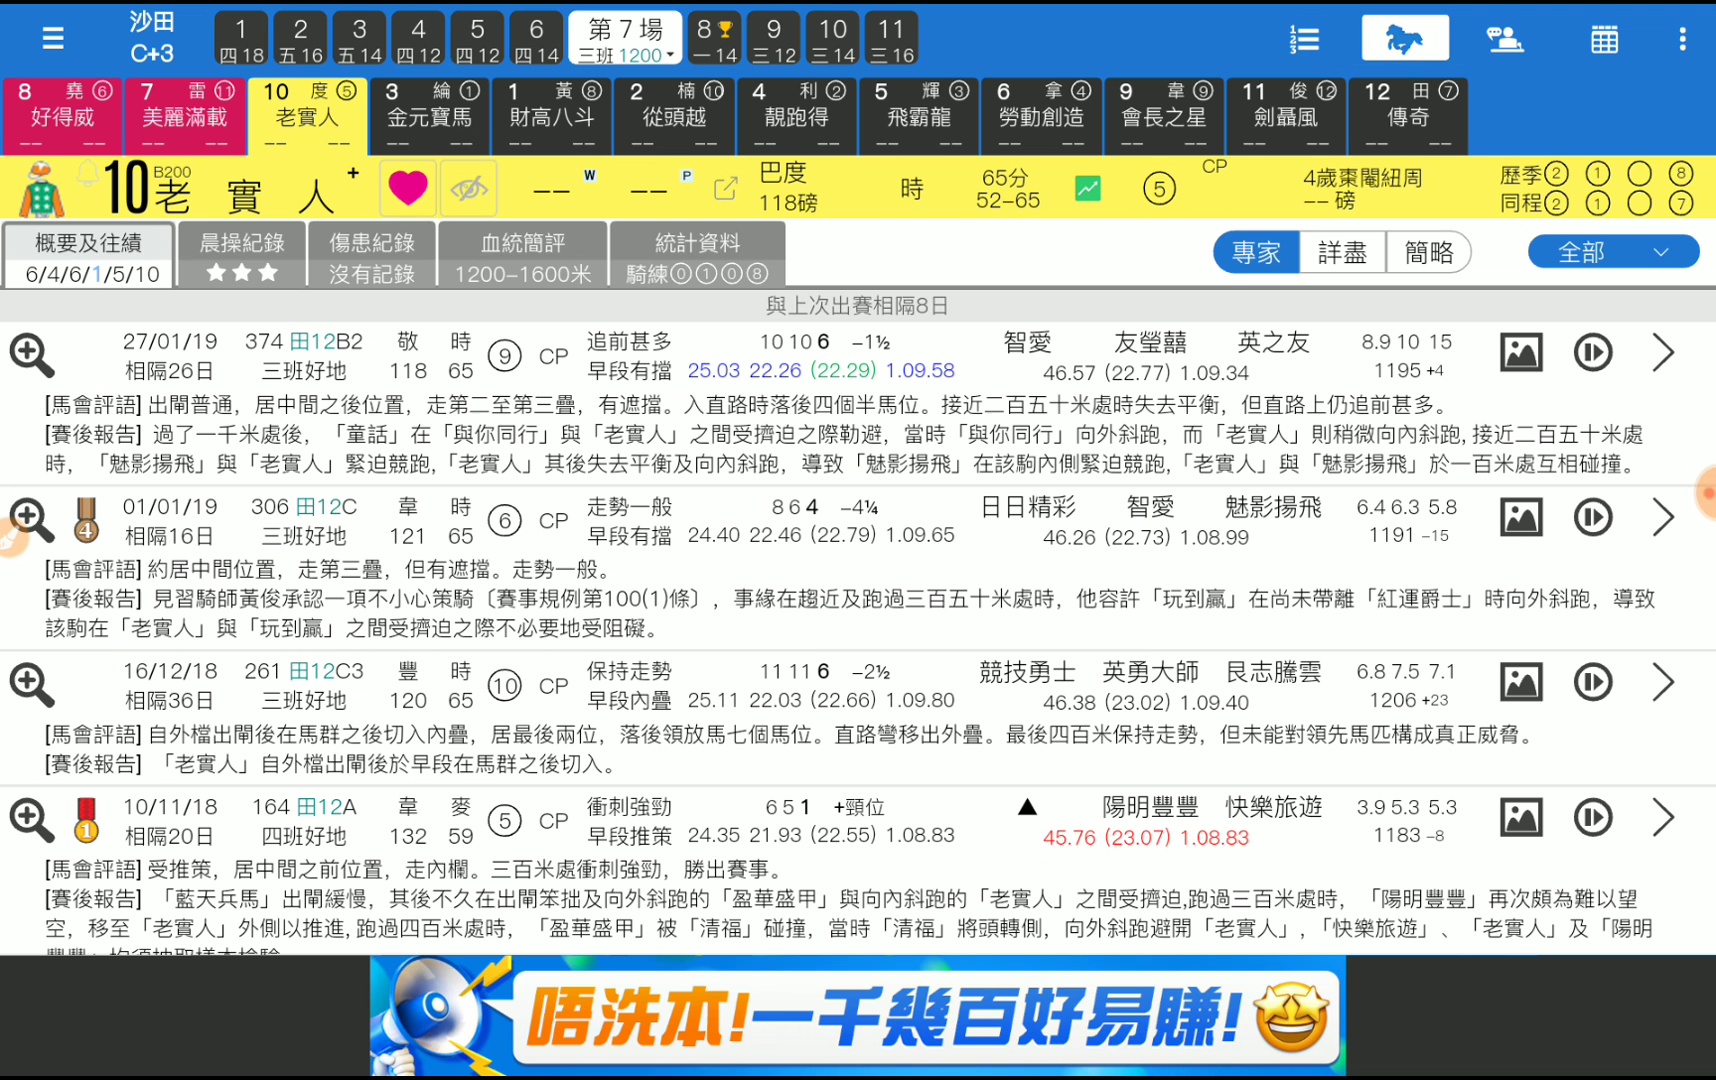 沙田
C+3
1 四18
2 五16
3 五14
4 四12
5 四12
6 四14
第 7 場 三班 1200
8 一14
9 三12
10 三14
11 三16
8 堯⑥ 好得威 -- --
7 雷⑪ 美麗滿載 -- --
10 度⑤ 老實人 -- --
3 綸① 金元寶馬 -- --
1 黃⑧ 財高八斗 -- --
2 楠⑩ 從頭越 -- --
4 利② 靚跑得 -- --
5 輝③ 飛霸龍 -- --
6 拿④ 勞動創造 -- --
9 韋⑨ 會長之星 -- --
11 俊⑫ 劍聶風 -- --
12 田⑦ 傳奇 -- --
10 B200 老實人 +
-- W -- P
巴度 118磅
時
65分 52-65
⑤ CP
4歲棗閹紐周 -- 磅
歷季② ① ○ ⑧
同程② ① ○ ⑦
概要及往績 6/4/6/1/5/10
晨操紀錄 ★★★
傷患紀錄 沒有記錄
血統簡評 1200-1600米
統計資料 騎練⓪①⓪⑧
專家 詳盡 簡略
全部
與上次出賽相隔8日
27/01/19 374 田12B2 敬 時 ⑨ CP 追前甚多 10 10 6 -1½ 智愛 友瑩囍 英之友 8.9 10 15
相隔26日 三班好地 118 65 早段有擋 25.03 22.26 (22.29) 1.09.58 46.57 (22.77) 1.09.34 1195 +4
[馬會評語] 出閘普通，居中間之後位置，走第二至第三疊，有遮擋。入直路時落後四個半馬位。接近二百五十米處時失去平衡，但直路上仍追前甚多。
[賽後報告] 過了一千米處後，「童話」在「與你同行」與「老實人」之間受擠迫之際勒避，當時「與你同行」向外斜跑，而「老實人」則稍微向內斜跑, 接近二百五十米處
時，「魅影揚飛」與「老實人」緊迫競跑,「老實人」其後失去平衡及向內斜跑，導致「魅影揚飛」在該駒內側緊迫競跑,「老實人」與「魅影揚飛」於一百米處互相碰撞。
4 01/01/19 306 田12C 韋 時 ⑥ CP 走勢一般 8 6 4 -4¼ 日日精彩 智愛 魅影揚飛 6.4 6.3 5.8
相隔16日 三班好地 121 65 早段有擋 24.40 22.46 (22.79) 1.09.65 46.26 (22.73) 1.08.99 1191 -15
[馬會評語] 約居中間位置，走第三疊，但有遮擋。走勢一般。
[賽後報告] 見習騎師黃俊承認一項不小心策騎〔賽事規例第100(1)條〕，事緣在趨近及跑過三百五十米處時，他容許「玩到贏」在尚未帶離「紅運爵士」時向外斜跑，導致
該駒在「老實人」與「玩到贏」之間受擠迫之際不必要地受阻礙。
16/12/18 261 田12C3 豐 時 ⑩ CP 保持走勢 11 11 6 -2½ 競技勇士 英勇大師 艮志騰雲 6.8 7.5 7.1
相隔36日 三班好地 120 65 早段內疊 25.11 22.03 (22.66) 1.09.80 46.38 (23.02) 1.09.40 1206 +23
[馬會評語] 自外檔出閘後在馬群之後切入內疊，居最後兩位，落後領放馬七個馬位。直路彎移出外疊。最後四百米保持走勢，但未能對領先馬匹構成真正威脅。
[賽後報告] 「老實人」自外檔出閘後於早段在馬群之後切入。
1 10/11/18 164 田12A 韋 麥 ⑤ CP 衝刺強勁 6 5 1 +頸位 ▲ 陽明豐豐 快樂旅遊 3.9 5.3 5.3
相隔20日 四班好地 132 59 早段推策 24.35 21.93 (22.55) 1.08.83 45.76 (23.07) 1.08.83 1183 -8
[馬會評語] 受推策，居中間之前位置，走內欄。三百米處衝刺強勁，勝出賽事。
[賽後報告] 「藍天兵馬」出閘緩慢，其後不久在出閘笨拙及向外斜跑的「盈華盛甲」與向內斜跑的「老實人」之間受擠迫,跑過三百米處時，「陽明豐豐」再次頗為難以望
空，移至「老實人」外側以推進, 跑過四百米處時，「盈華盛甲」被「清福」碰撞，當時「清福」將頭轉側，向外斜跑避開「老實人」,「快樂旅遊」、「老實人」及「陽明
唔洗本!一千幾百好易賺!